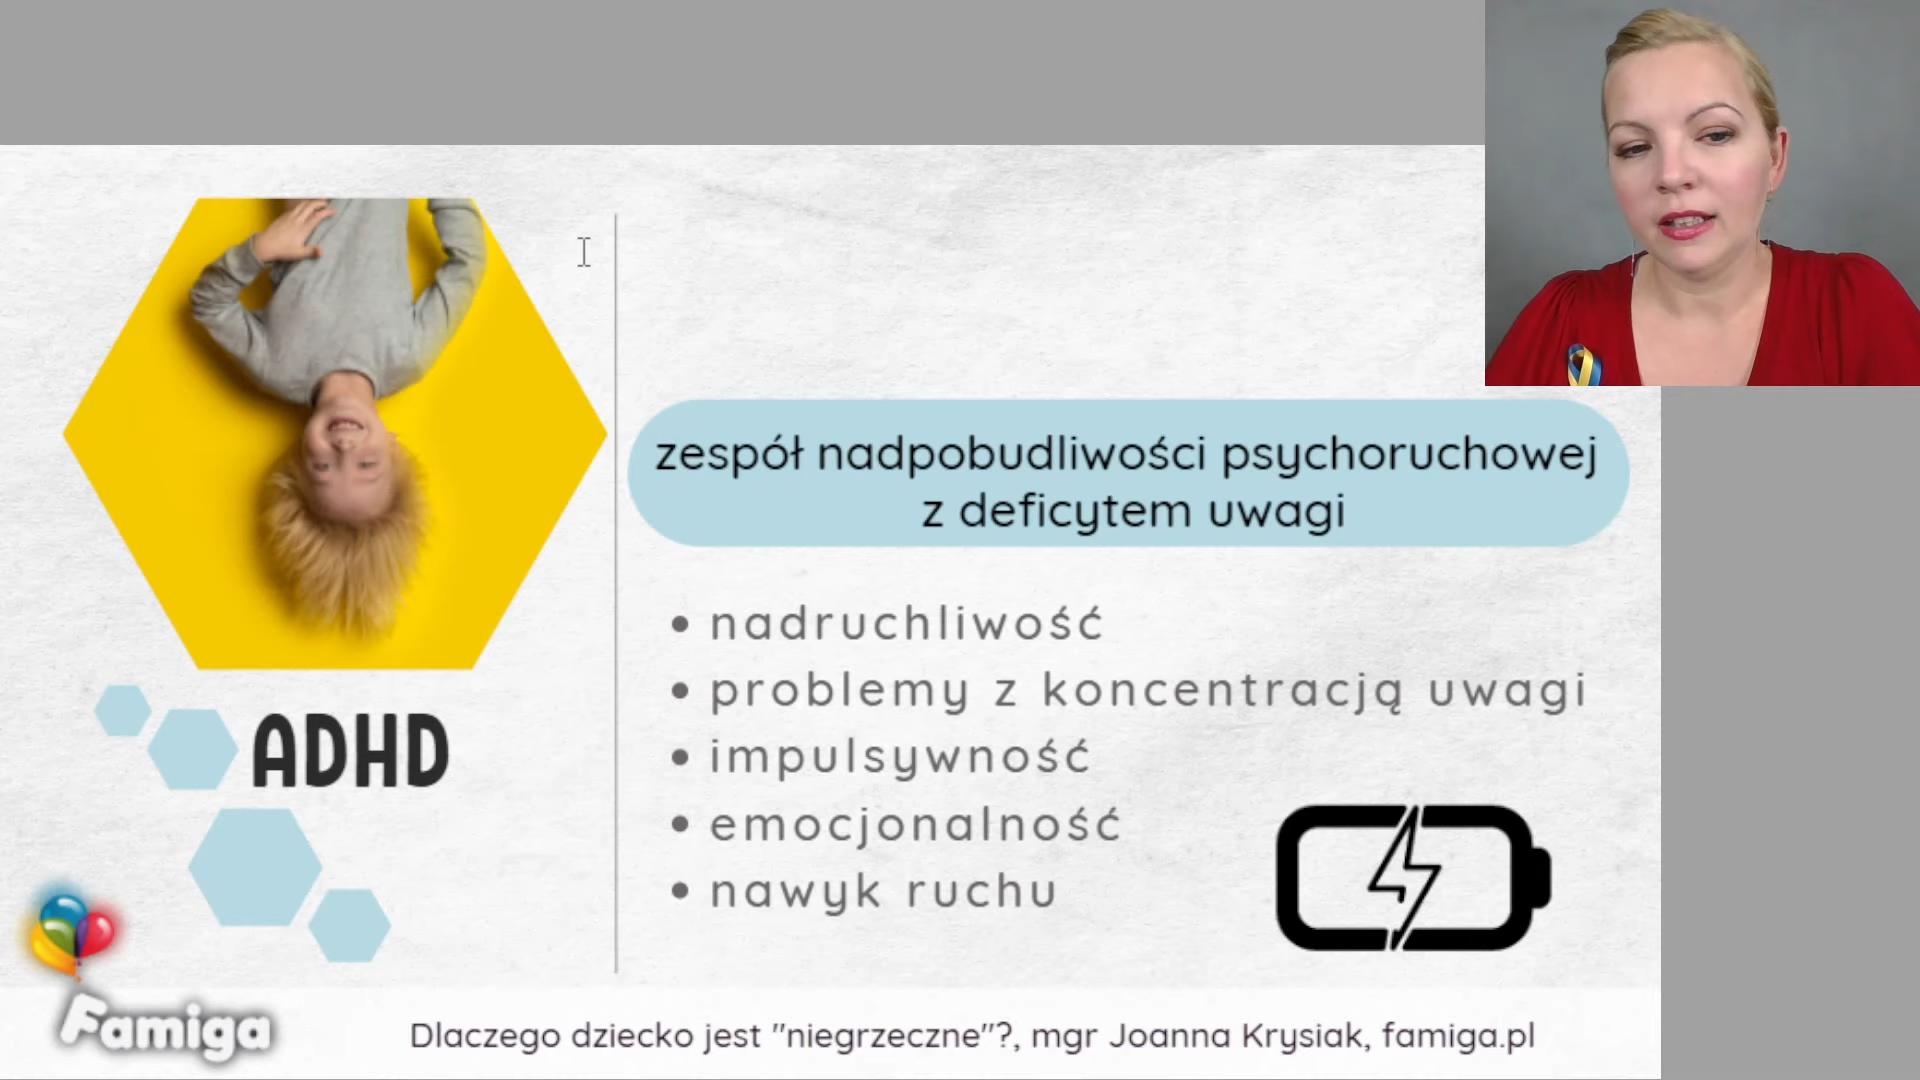 zespół nadpobudliwości psychoruchowej
z deficytem uwagi
• nadruchliwość
• problemy z koncentracją uwagi
• impulsywność
• emocjonalność
• nawyk ruchu
ADHD
Famiga
Dlaczego dziecko jest "niegrzeczne"?, mgr Joanna Krysiak, famiga.pl